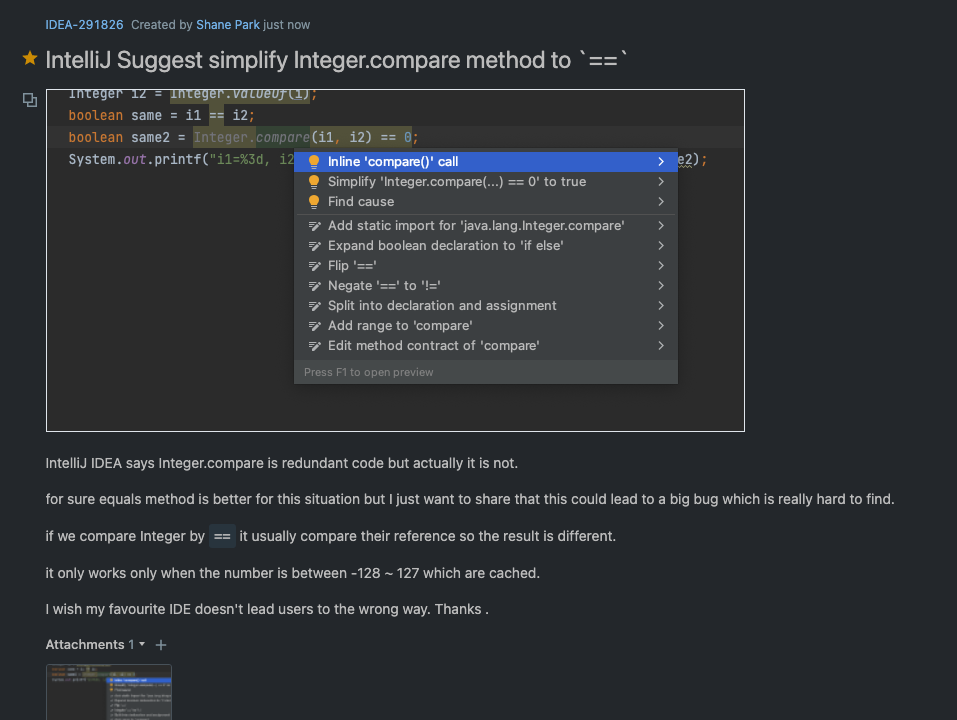 IDEA-291826 Created by Shane Park just now
IntelliJ Suggest simplify Integer.compare method to `==`
Integer i2 = Integer.valueOf(i);
boolean same = i1 == i2;
boolean same2 = Integer.compare(i1, i2) == 0;
System.out.printf("i1=%3d, i2 e2);
Inline 'compare()' call
Simplify 'Integer.compare(...) == 0' to true
Find cause
Add static import for 'java.lang.Integer.compare'
Expand boolean declaration to 'if else'
Flip '=='
Negate '==' to '!='
Split into declaration and assignment
Add range to 'compare'
Edit method contract of 'compare'
Press F1 to open preview
IntelliJ IDEA says Integer.compare is redundant code but actually it is not.
for sure equals method is better for this situation but I just want to share that this could lead to a big bug which is really hard to find.
if we compare Integer by == it usually compare their reference so the result is different.
it only works only when the number is between -128 ~ 127 which are cached.
I wish my favourite IDE doesn't lead users to the wrong way. Thanks .
Attachments 1